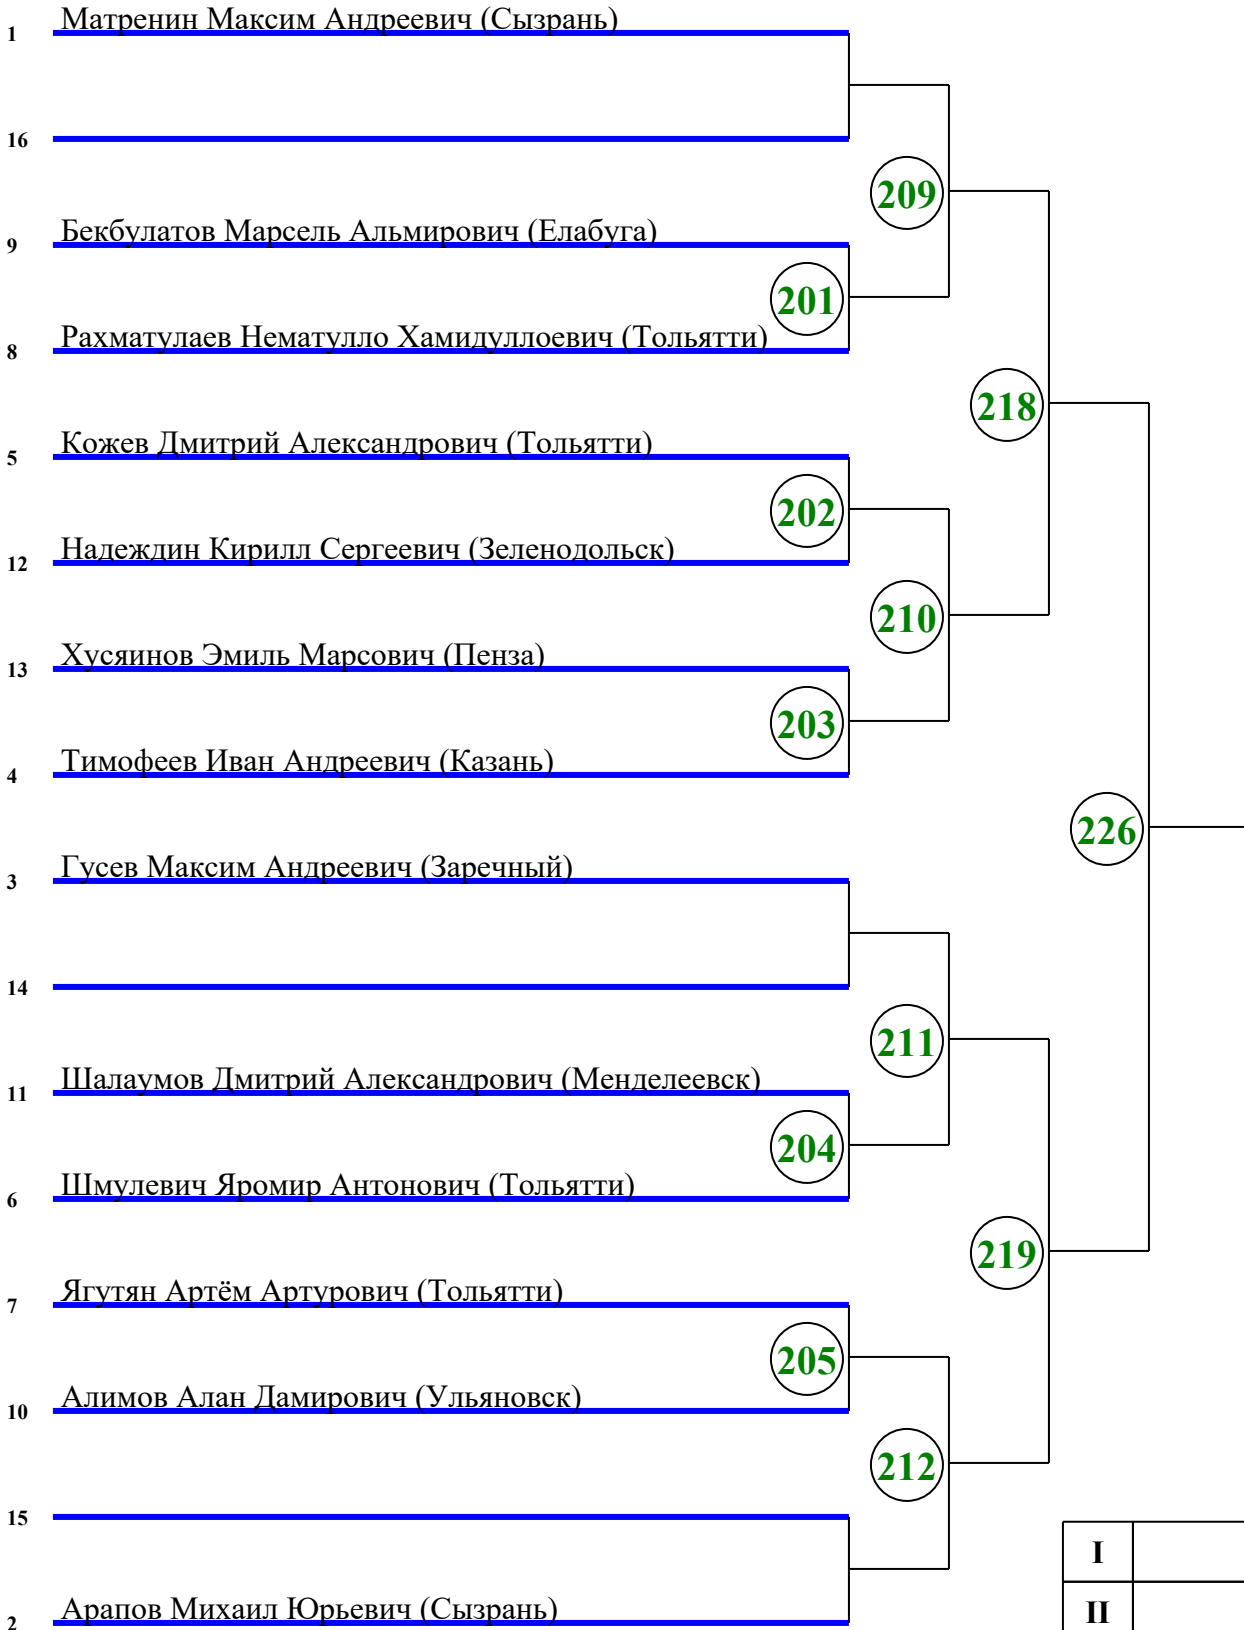 1 Матренин Максим Андреевич (Сызрань)
16
209
9 Бекбулатов Марсель Альмирович (Елабуга)
201
8 Рахматулаев Нематулло Хамидуллоевич (Тольятти)
218
5 Кожев Дмитрий Александрович (Тольятти)
202
12 Надеждин Кирилл Сергеевич (Зеленодольск)
210
13 Хусяинов Эмиль Марсович (Пенза)
203
4 Тимофеев Иван Андреевич (Казань)
226
3 Гусев Максим Андреевич (Заречный)
14
211
11 Шалаумов Дмитрий Александрович (Менделеевск)
204
6 Шмулевич Яромир Антонович (Тольятти)
219
7 Ягутян Артём Артурович (Тольятти)
205
10 Алимов Алан Дамирович (Ульяновск)
212
15
I
2 Арапов Михаил Юрьевич (Сызрань)
II